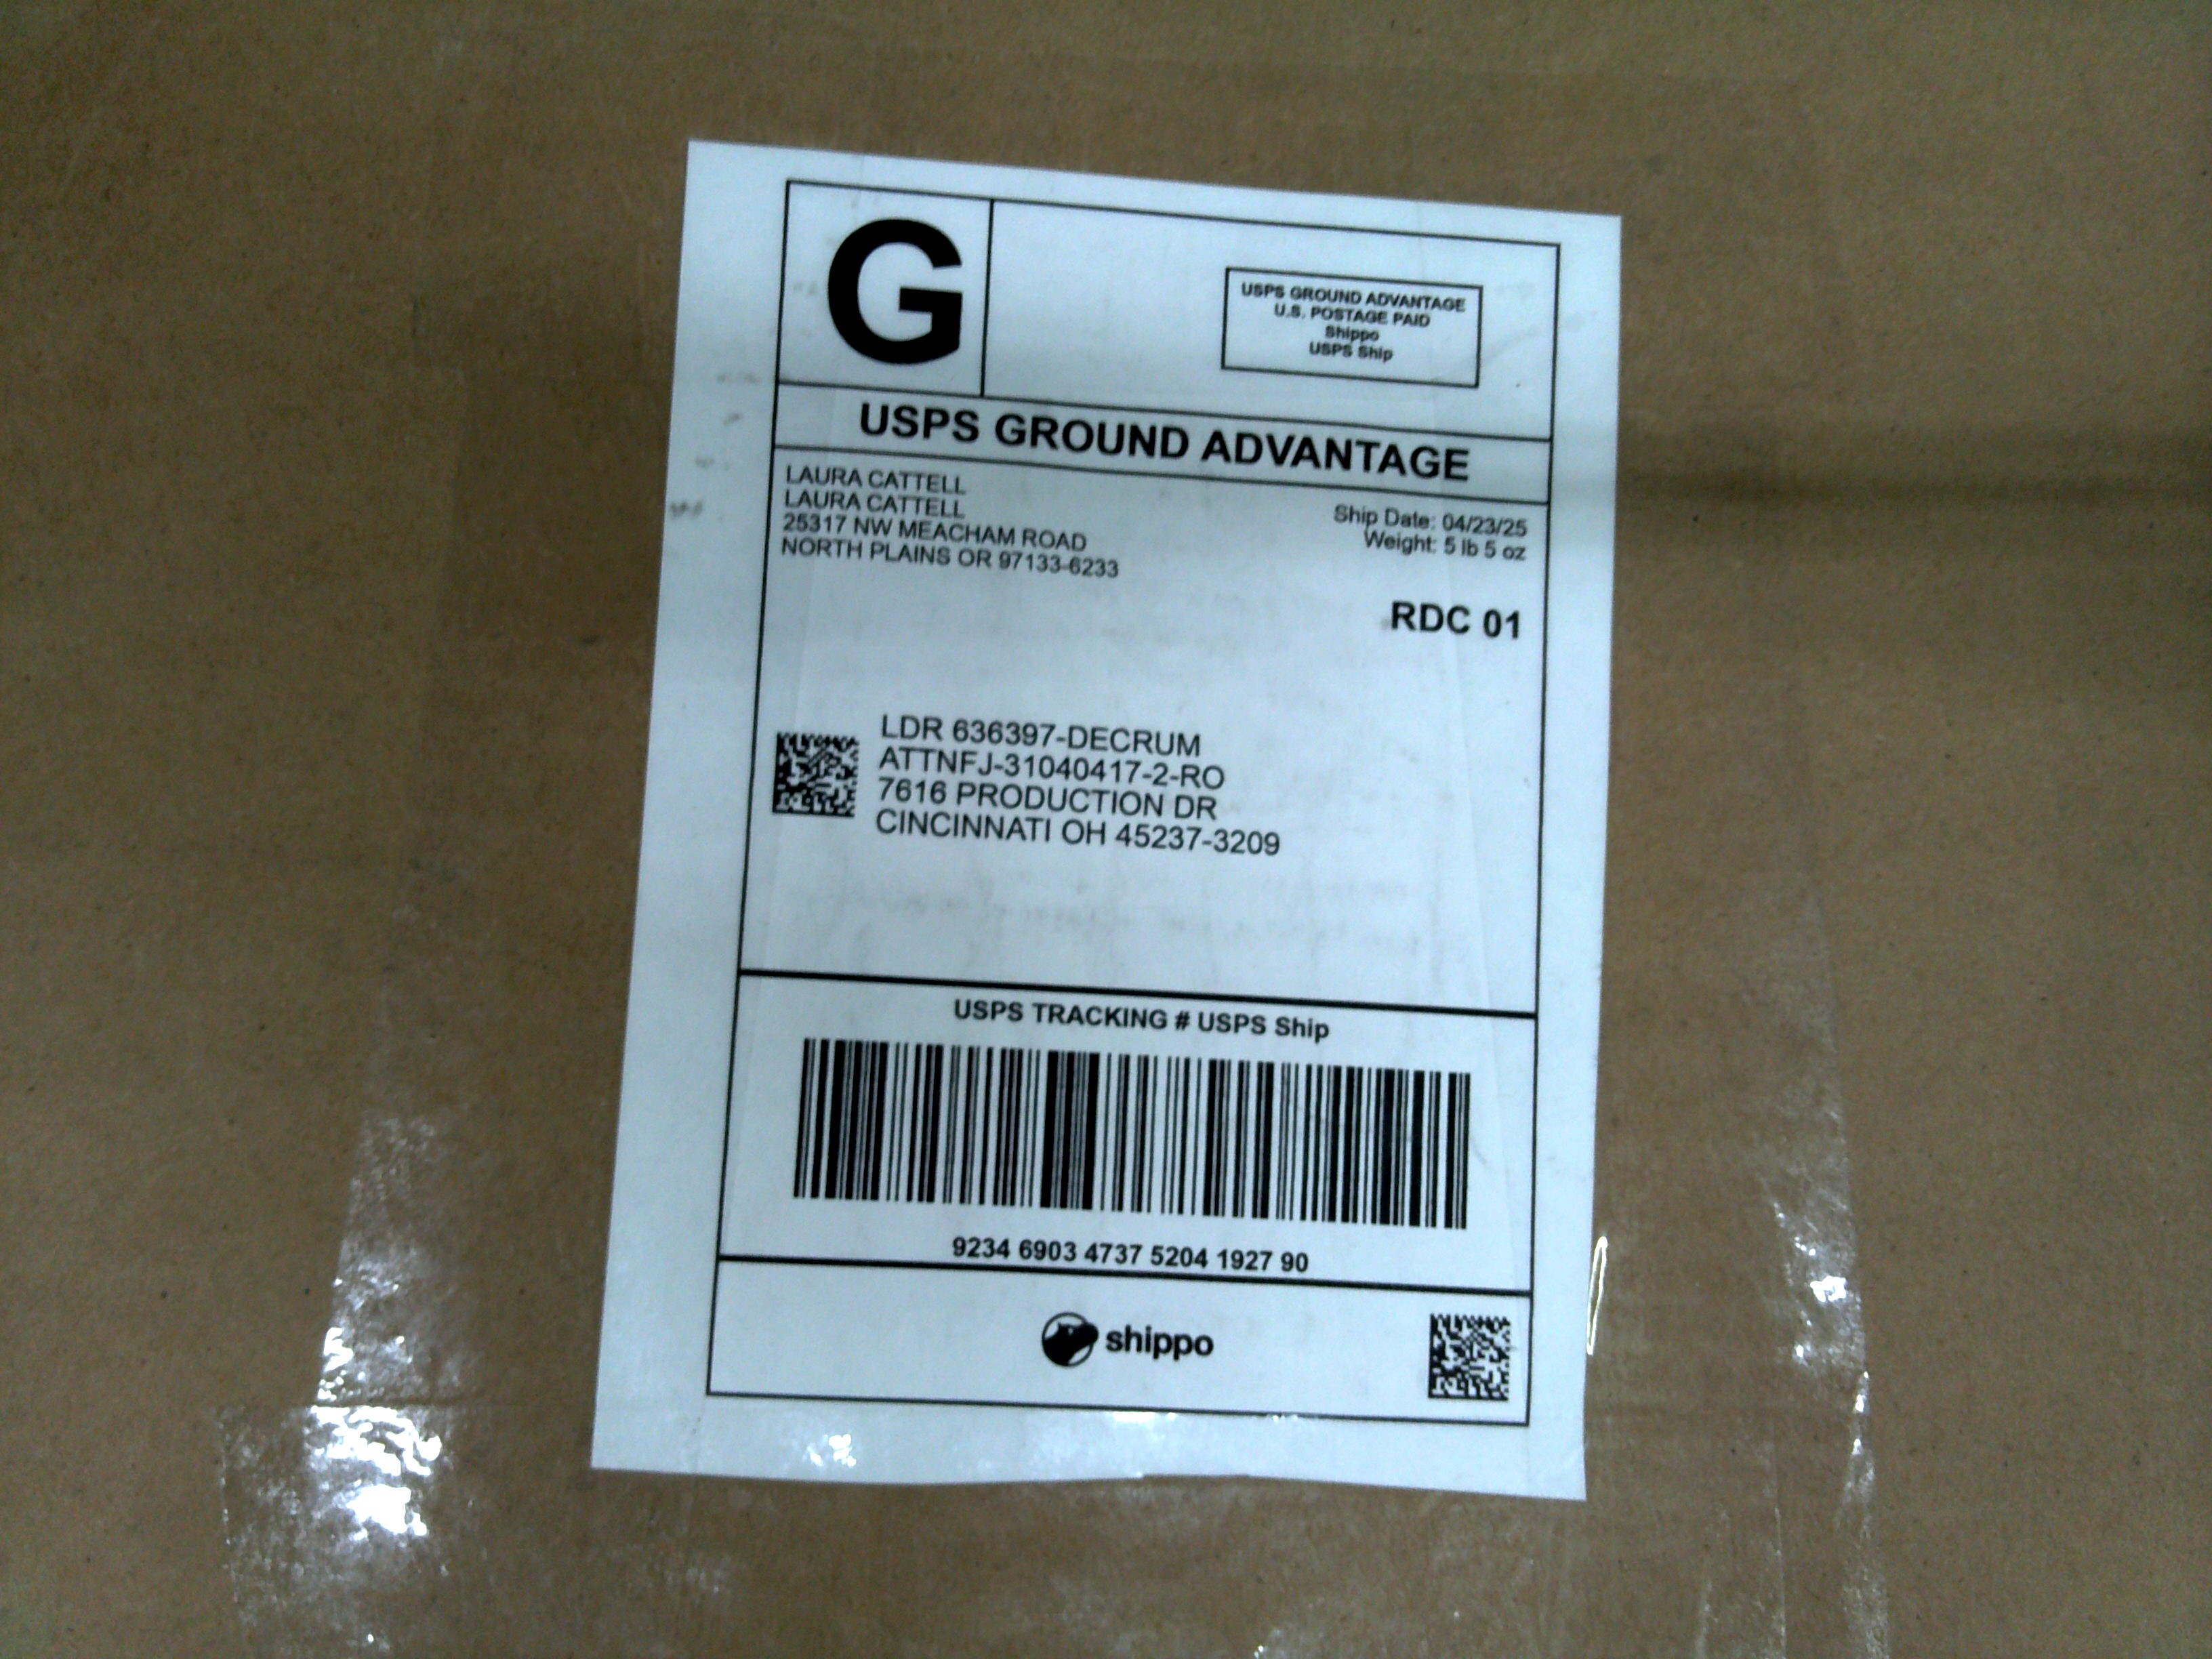 G
USPS GROUND ADVANTAGE
U.S. POSTAGE PAID
Shippo
USPS Ship
USPS GROUND ADVANTAGE
LAURA CATTELL
LAURA CATTELL
25317 NW MEACHAM ROAD
NORTH PLAINS OR 97133-6233
Ship Date: 04/23/25
Weight: 5 lb 5 oz
RDC 01
LDR 636397-DECRUM
ATTNFJ-31040417-2-RO
7616 PRODUCTION DR
CINCINNATI OH 45237-3209
USPS TRACKING # USPS Ship
9234 6903 4737 5204 1927 90
shippo